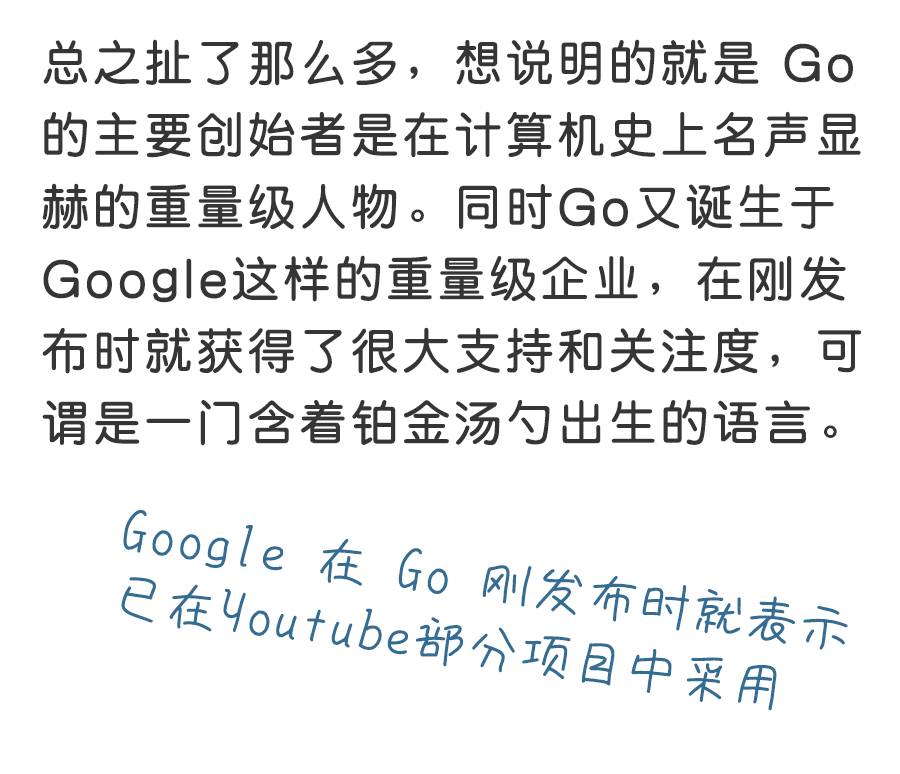 总之扯了那么多，想说明的就是 Go
的主要创始者是在计算机史上名声显
赫的重量级人物。同时Go又诞生于
Google这样的重量级企业，在刚发
布时就获得了很大支持和关注度，可
谓是一门含着铂金汤勺出生的语言。
Google 在 Go 刚发布时就表示
已在Youtube部分项目中采用